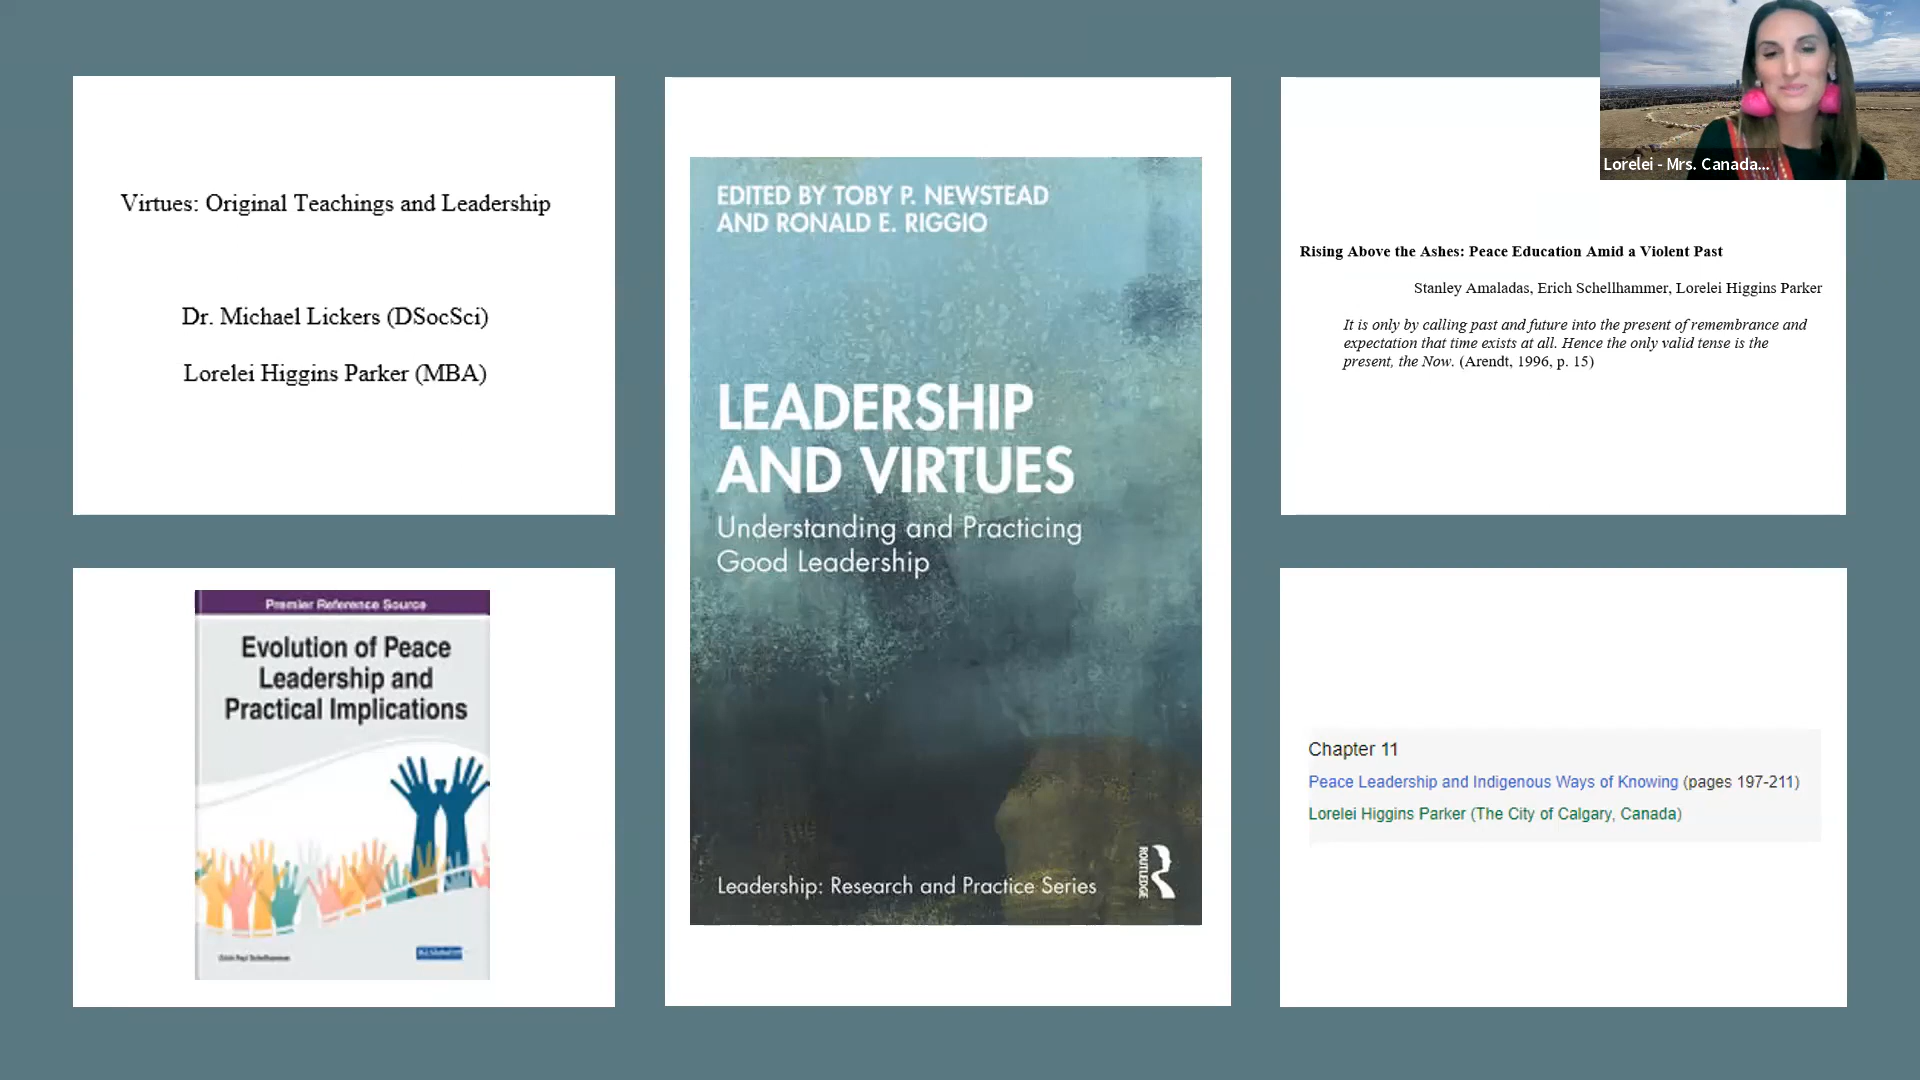 Virtues: Original Teachings and Leadership
Dr. Michael Lickers (DSocSci)
Lorelei Higgins Parker (MBA)
EDITED BY TOBY P. NEWSTEAD
AND RONALD E. RIGGIO
LEADERSHIP
AND VIRTUES
Understanding and Practicing
Good Leadership
Leadership: Research and Practice Series
ROUTLEDGE
Lorelei - Mrs. Canada...
Rising Above the Ashes: Peace Education Amid a Violent Past
Stanley Amaladas, Erich Schellhammer, Lorelei Higgins Parker
It is only by calling past and future into the present of remembrance and
expectation that time exists at all. Hence the only valid tense is the
present, the Now. (Arendt, 1996, p. 15)
Premier Reference Source
Evolution of Peace
Leadership and
Practical Implications
Chapter 11
Peace Leadership and Indigenous Ways of Knowing (pages 197-211)
Lorelei Higgins Parker (The City of Calgary, Canada)